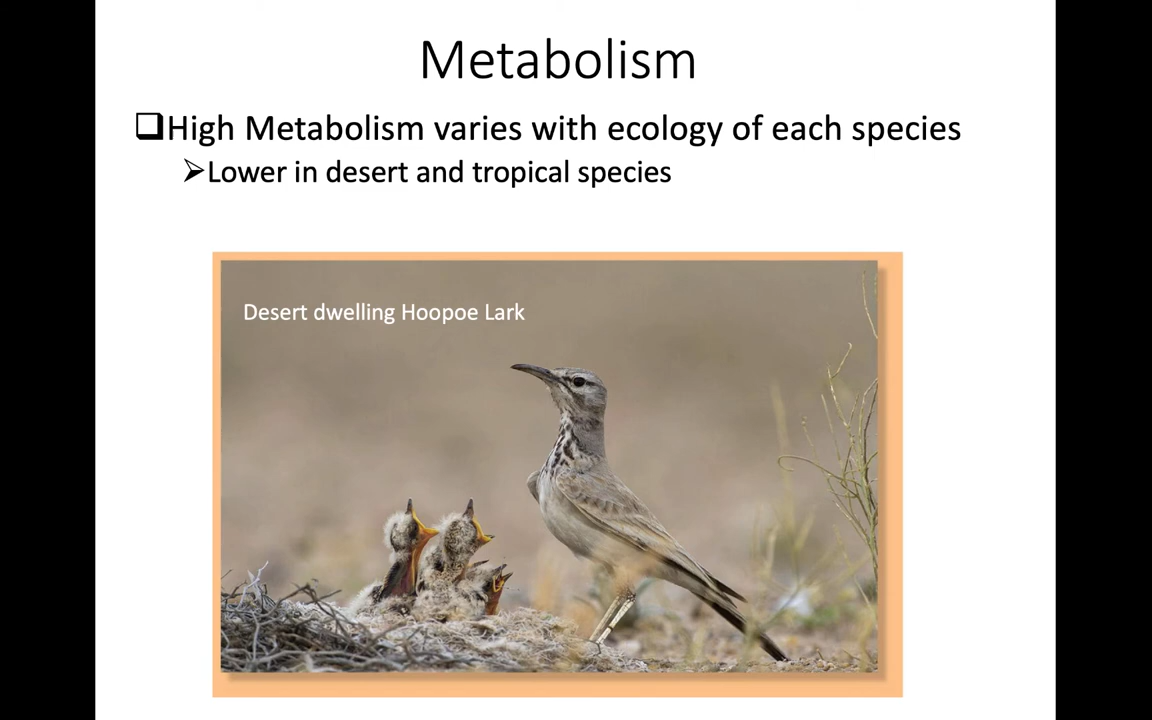 Metabolism
High Metabolism varies with ecology of each species
Lower in desert and tropical species
Desert dwelling Hoopoe Lark